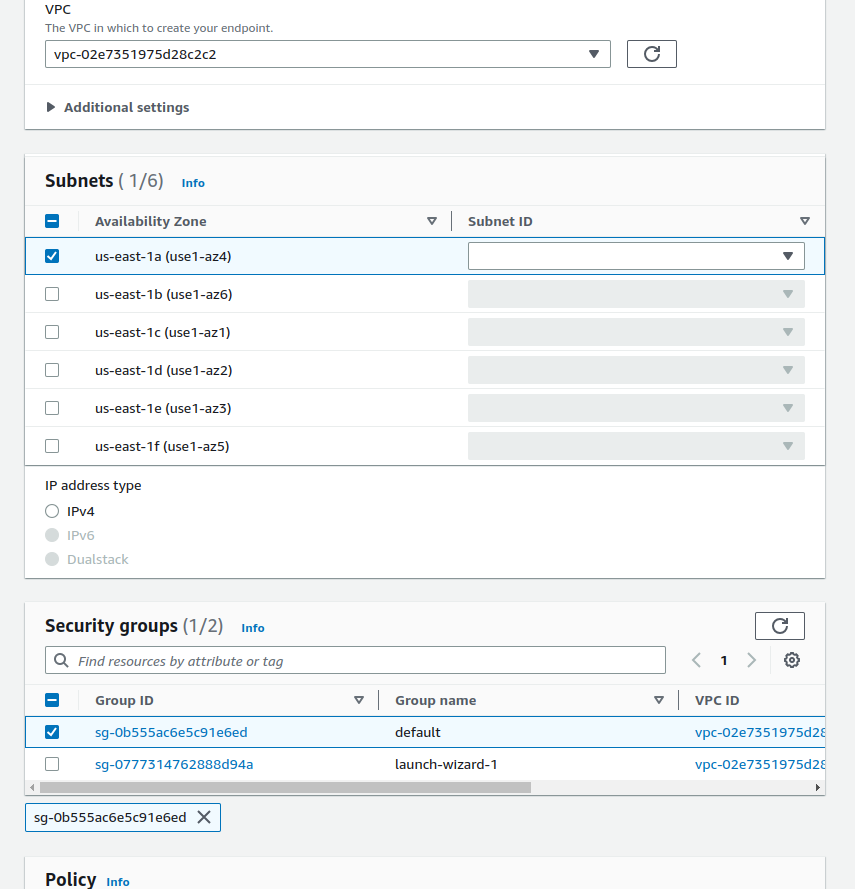 VPC
The VPC in which to create your endpoint.
vpc-02e7351975d28c2c2
Additional settings
Subnets ( 1/6) Info
Availability Zone Subnet ID
us-east-1a (use1-az4)
us-east-1b (use1-az6)
us-east-1c (use1-az1)
us-east-1d (use1-az2)
us-east-1e (use1-az3)
us-east-1f (use1-az5)
IP address type
IPv4
IPv6
Dualstack
Security groups (1/2) Info
Find resources by attribute or tag
1
Group ID Group name VPC ID
sg-0b555ac6e5c91e6ed default vpc-02e7351975d28
sg-0777314762888d94a launch-wizard-1 vpc-02e7351975d28
sg-0b555ac6e5c91e6ed
Policy Info